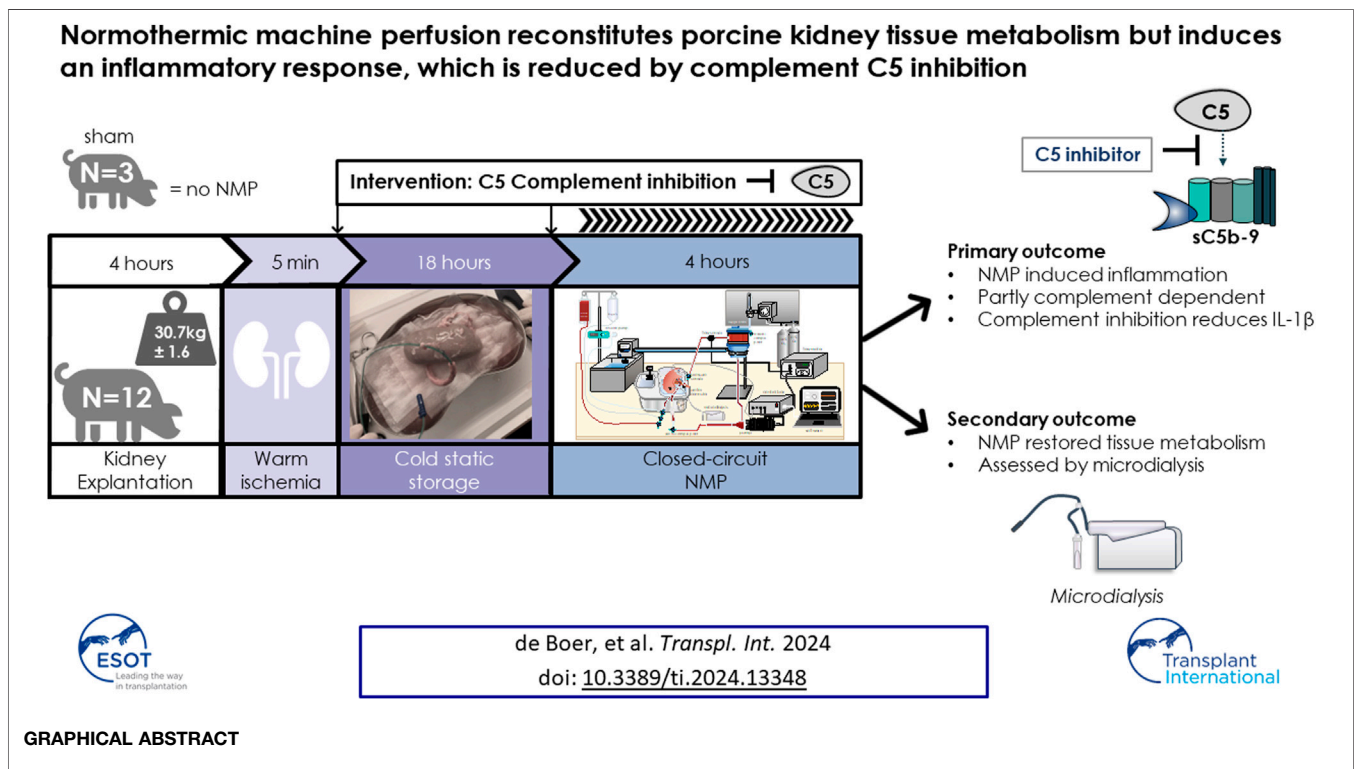 Normothermic machine perfusion reconstitutes porcine kidney tissue metabolism but induces
an inflammatory response, which is reduced by complement C5 inhibition
sham
N=3
= no NMP
Intervention: C5 Complement inhibition
C5
C5
C5 inhibitor
sC5b-9
4 hours
5 min
18 hours
4 hours
30.7kg
± 1.6
N=12
Kidney
Explantation
Warm
ischemia
Cold static
storage
Closed-circuit
NMP
Primary outcome
• NMP induced inflammation
• Partly complement dependent
• Complement inhibition reduces IL-1β
Secondary outcome
• NMP restored tissue metabolism
• Assessed by microdialysis
Microdialysis
ESOT
Leading the way
in transplantation
de Boer, et al. Transpl. Int. 2024
doi: 10.3389/ti.2024.13348
Transplant
International
GRAPHICAL ABSTRACT